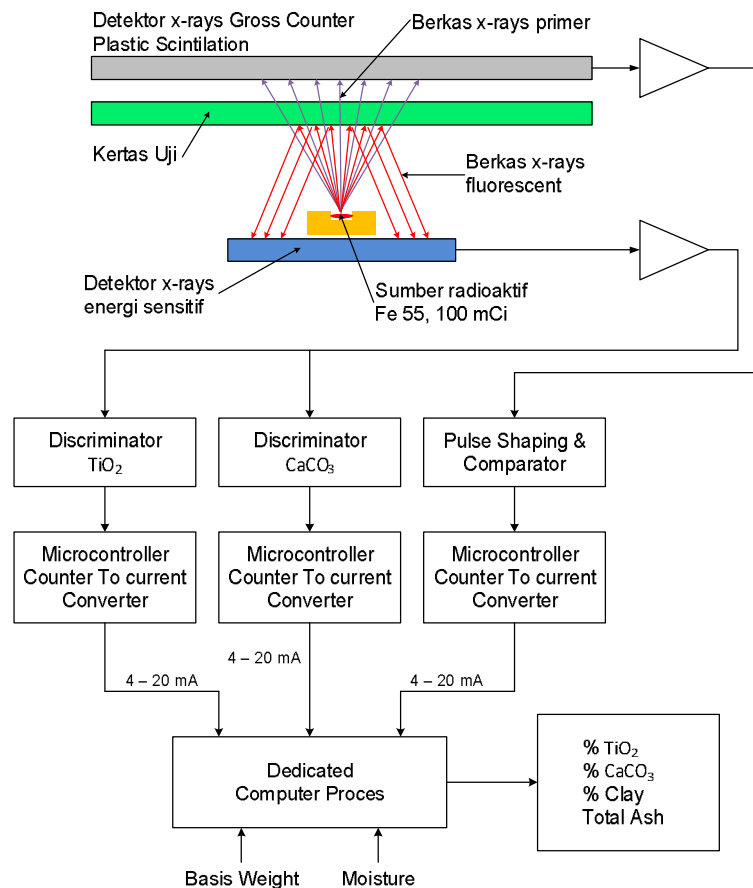 Detektor x-rays Gross Counter
Plastic Scintilation
Berkas x-rays primer
Kertas Uji
Berkas x-rays
fluorescent
Detektor x-rays
energi sensitif
Sumber radioaktif
Fe 55, 100 mCi
Discriminator
TiO₂
Discriminator
CaCO₃
Pulse Shaping &
Comparator
Microcontroller
Counter To current
Converter
Microcontroller
Counter To current
Converter
Microcontroller
Counter To current
Converter
4 – 20 mA
4 – 20 mA
4 – 20 mA
Dedicated
Computer Proces
% TiO₂
% CaCO₃
% Clay
Total Ash
Basis Weight
Moisture